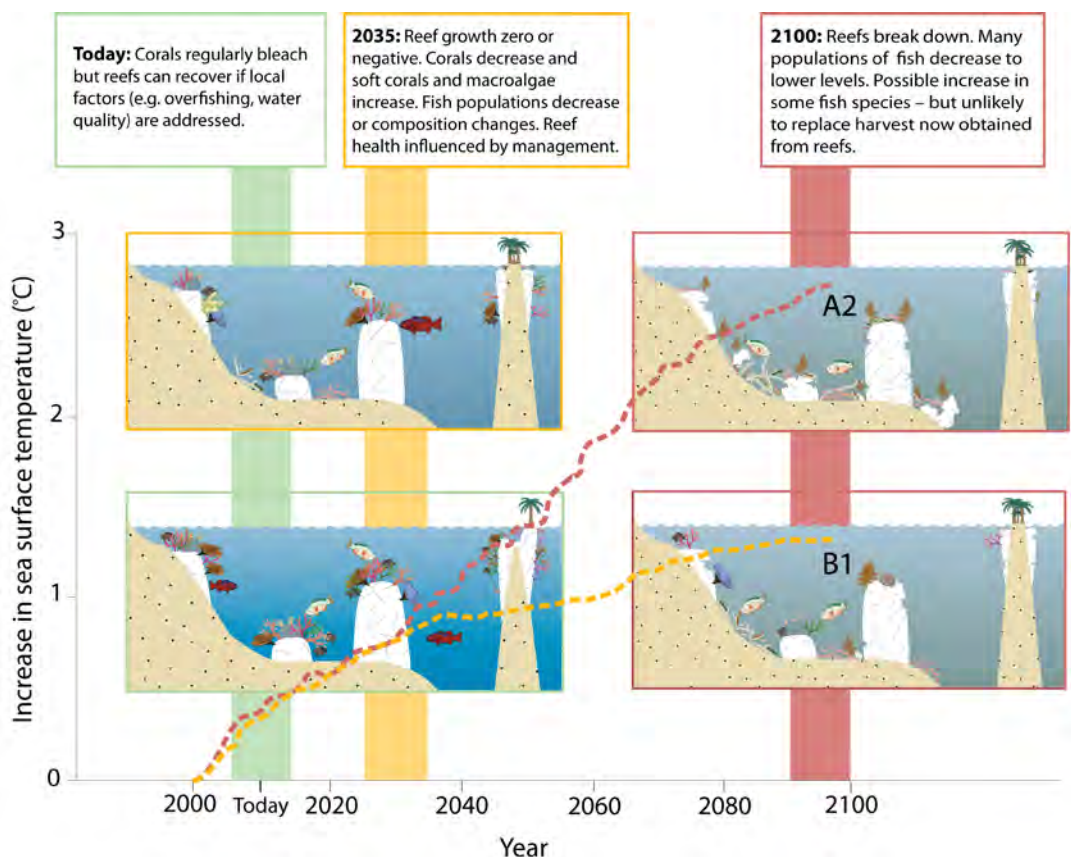 Today: Corals regularly bleach
but reefs can recover if local
factors (e.g. overfishing, water
quality) are addressed.
2035: Reef growth zero or
negative. Corals decrease and
soft corals and macroalgae
increase. Fish populations decrease
or composition changes. Reef
health influenced by management.
2100: Reefs break down. Many
populations of fish decrease to
lower levels. Possible increase in
some fish species – but unlikely
to replace harvest now obtained
from reefs.
Increase in sea surface temperature (°C)
3
2
1
0
A2
B1
2000 Today 2020 2040 2060 2080 2100
Year